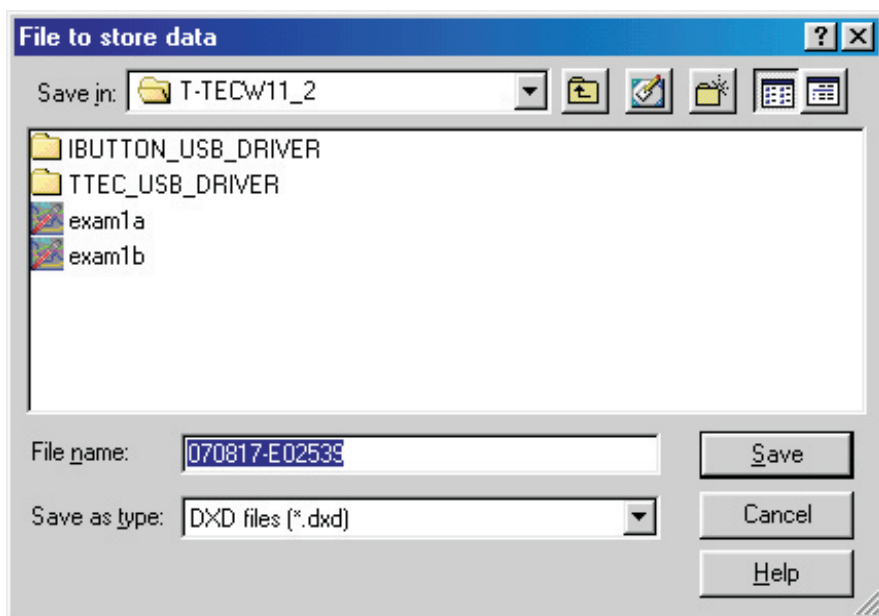 File to store data
Save in: T-TECW11_2
IBUTTON_USB_DRIVER
TTEC_USB_DRIVER
exam1a
exam1b
File name: 070817-E02539
Save
Save as type: DXD files (*.dxd)
Cancel
Help